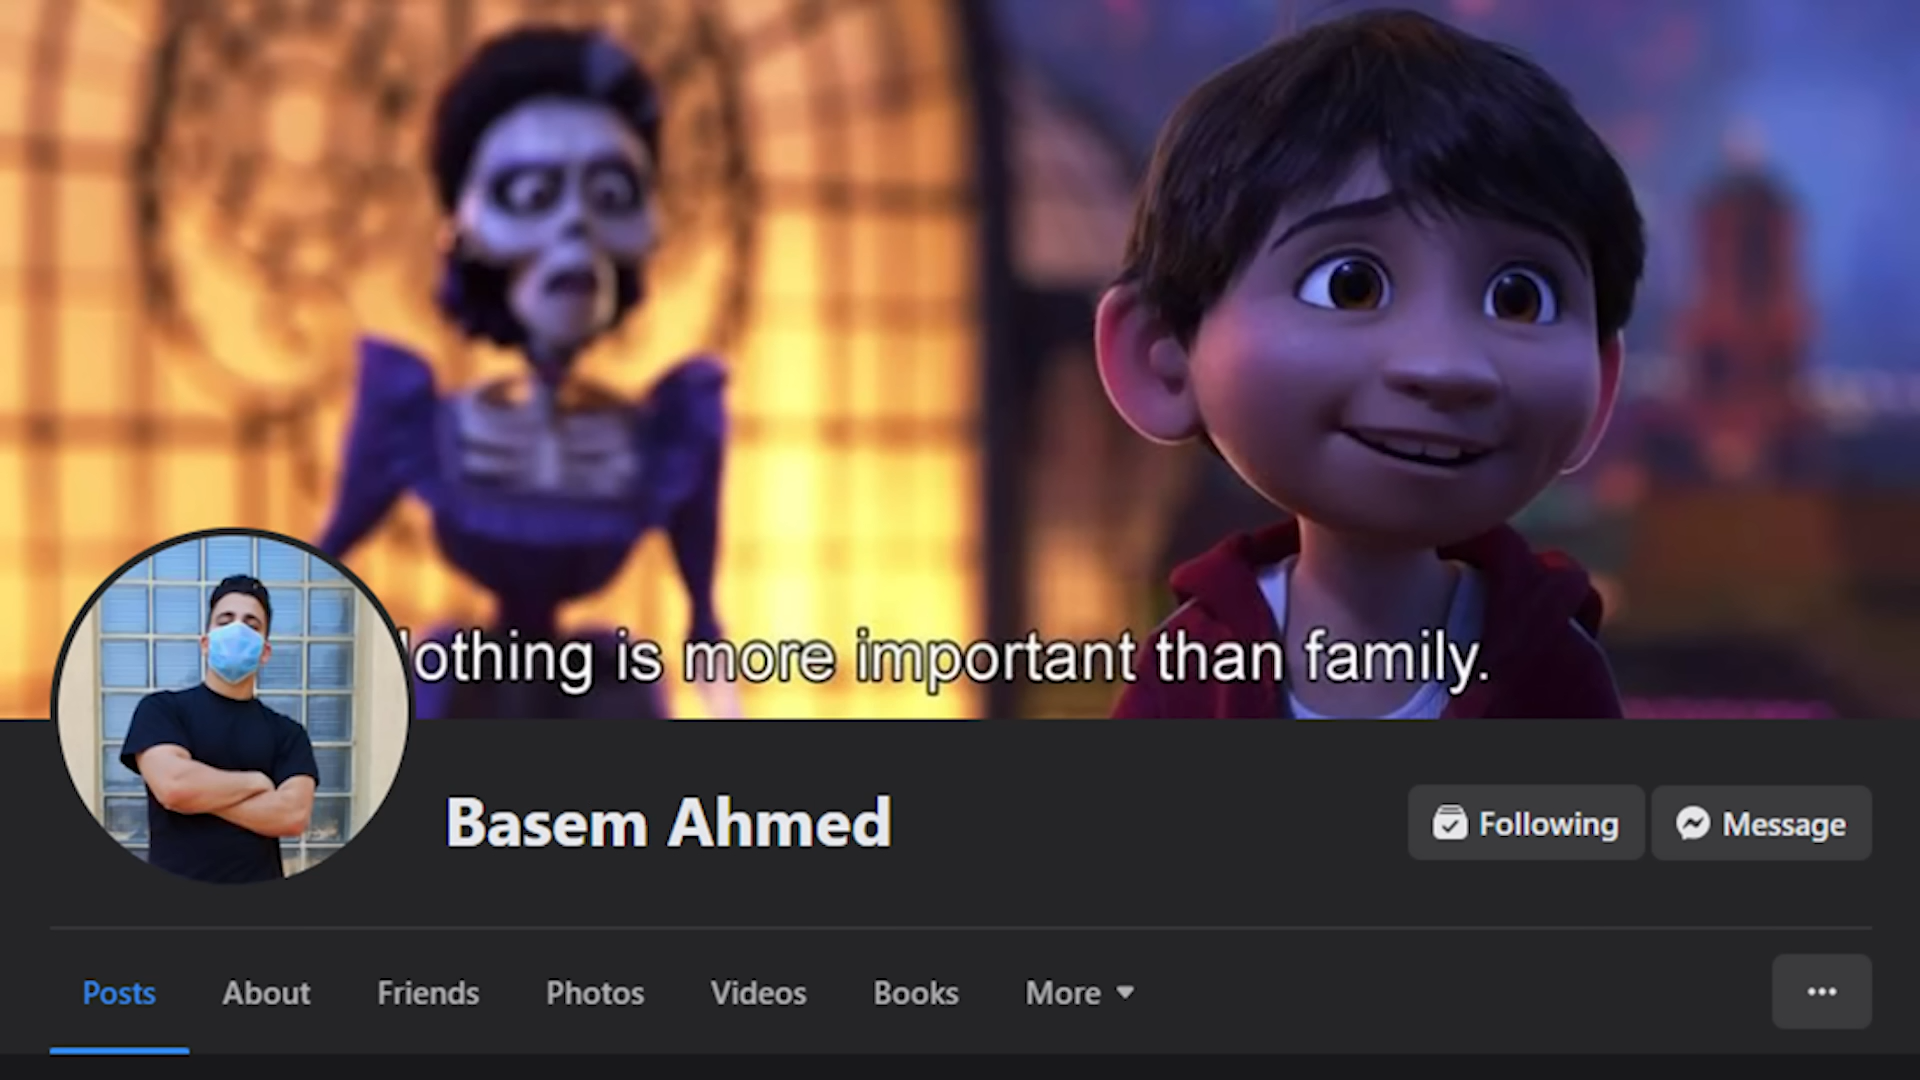 othing is more important than family.
Basem Ahmed
Following
Message
Posts
About
Friends
Photos
Videos
Books
More